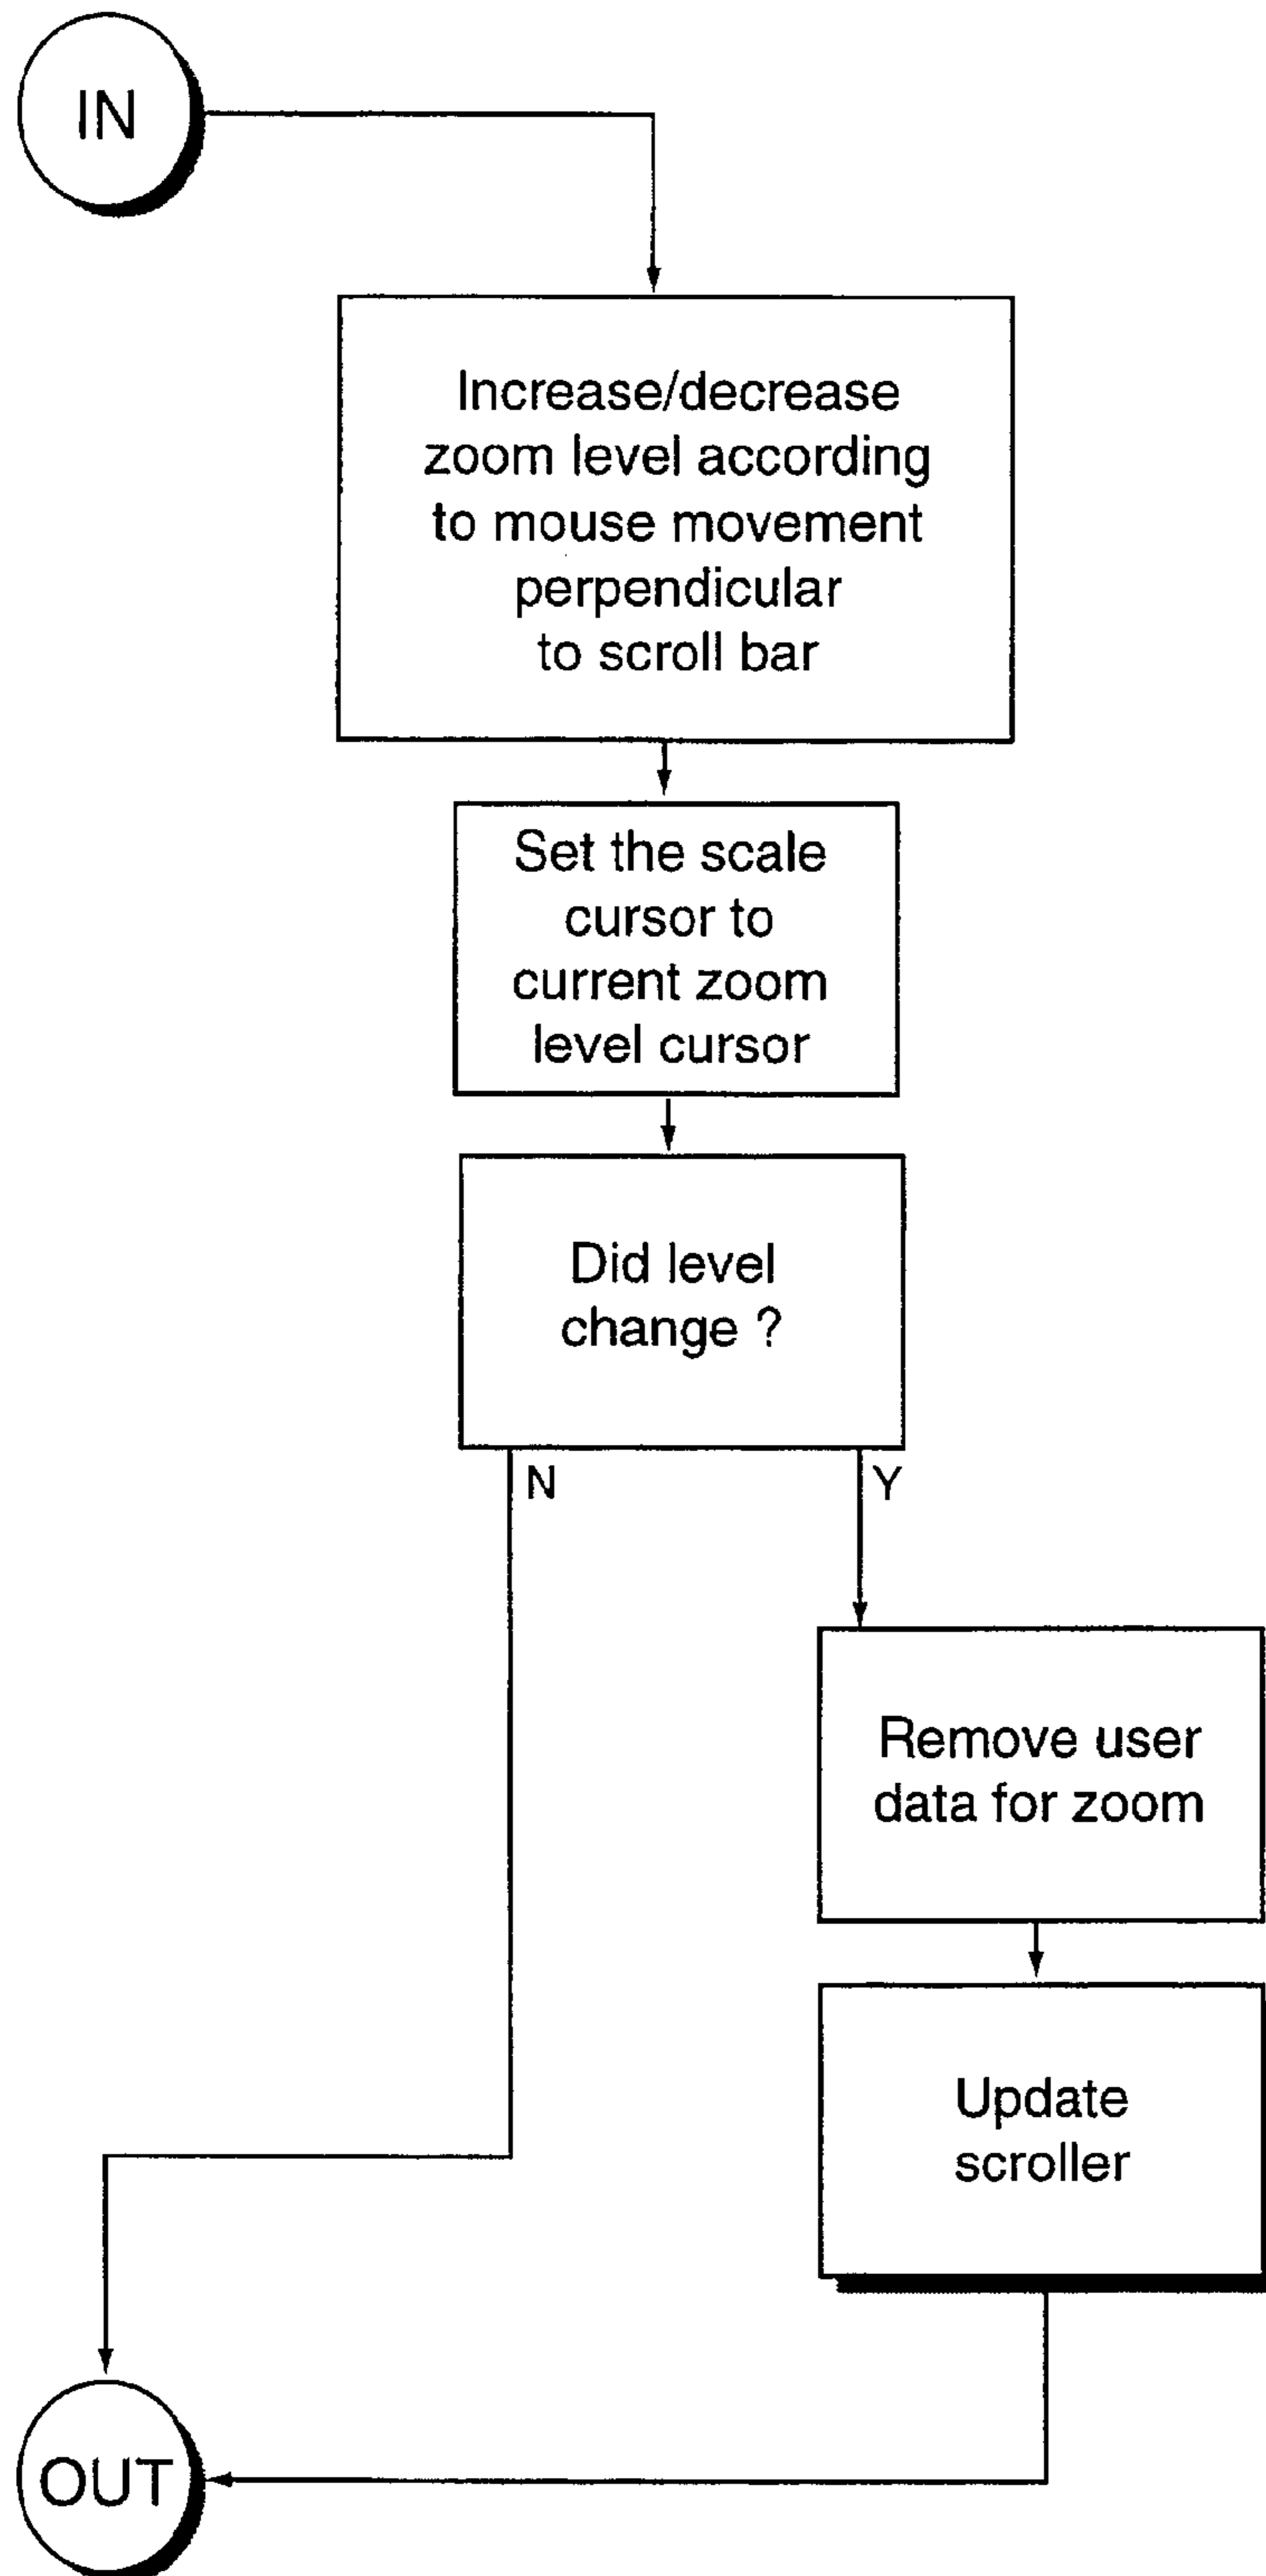 IN
Increase/decrease
zoom level according
to mouse movement
perpendicular
to scroll bar
Set the scale
cursor to
current zoom
level cursor
Did level
change ?
N
Y
Remove user
data for zoom
Update
scroller
OUT